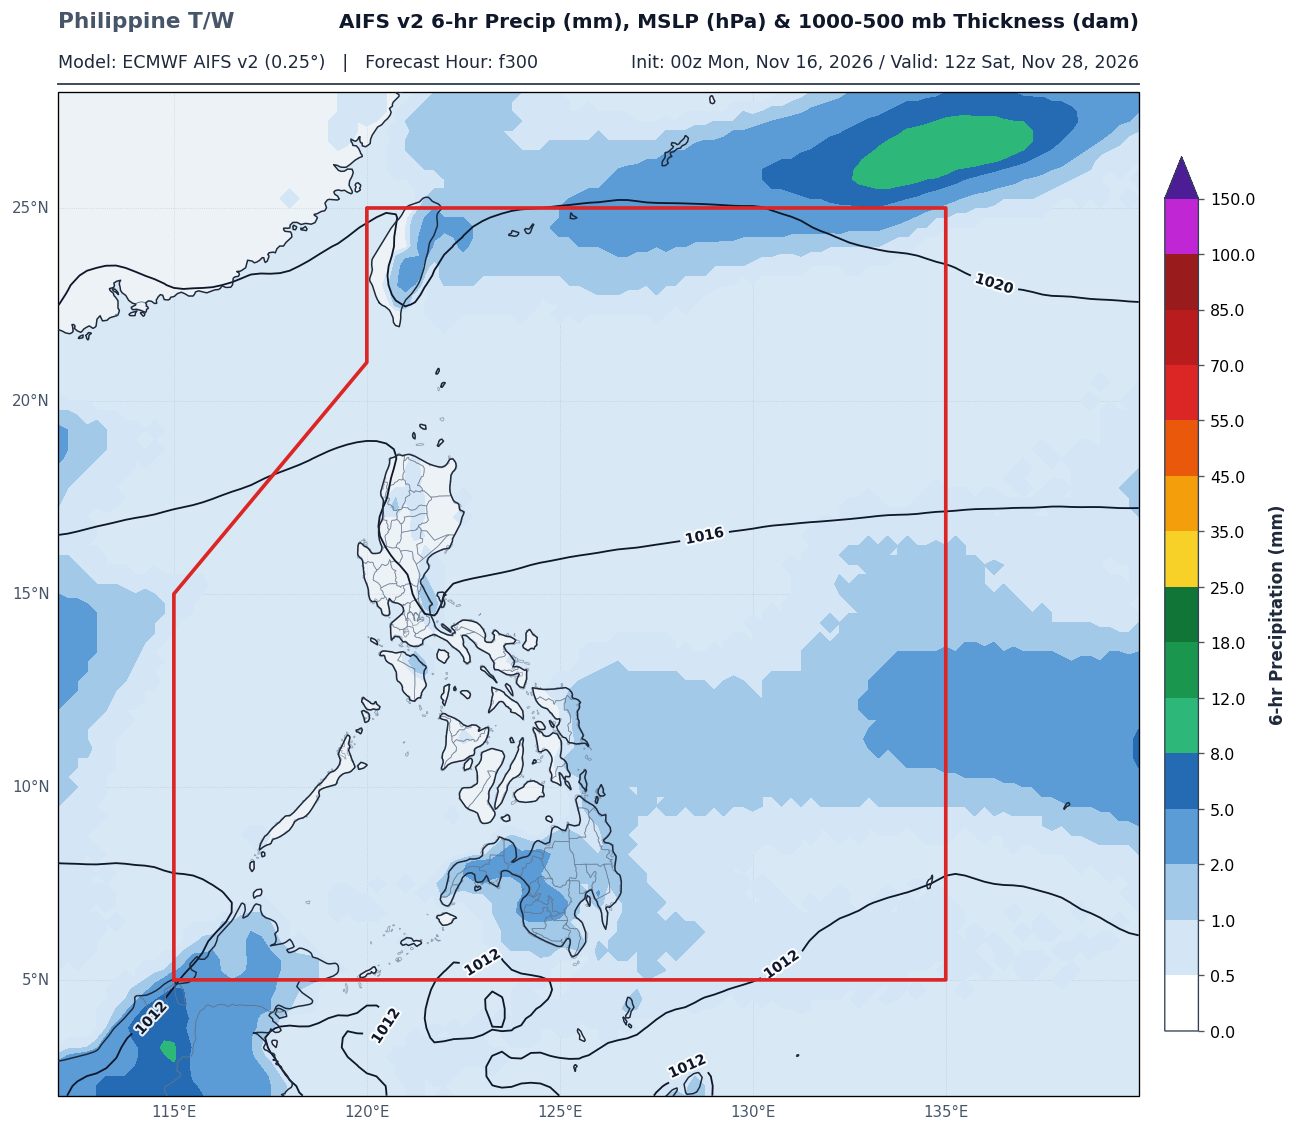 Philippine T/W
AIFS v2 6-hr Precip (mm), MSLP (hPa) & 1000-500 mb Thickness (dam)
Model: ECMWF AIFS v2 (0.25°) | Forecast Hour: f300
Init: 00z Mon, Nov 16, 2026 / Valid: 12z Sat, Nov 28, 2026
25°N
20°N
15°N
10°N
5°N
1020
1016
1012
1012
1012
1012
1012
115°E
120°E
125°E
130°E
135°E
150.0
100.0
85.0
70.0
55.0
45.0
35.0
25.0
18.0
12.0
8.0
5.0
2.0
1.0
0.5
0.0
6-hr Precipitation (mm)